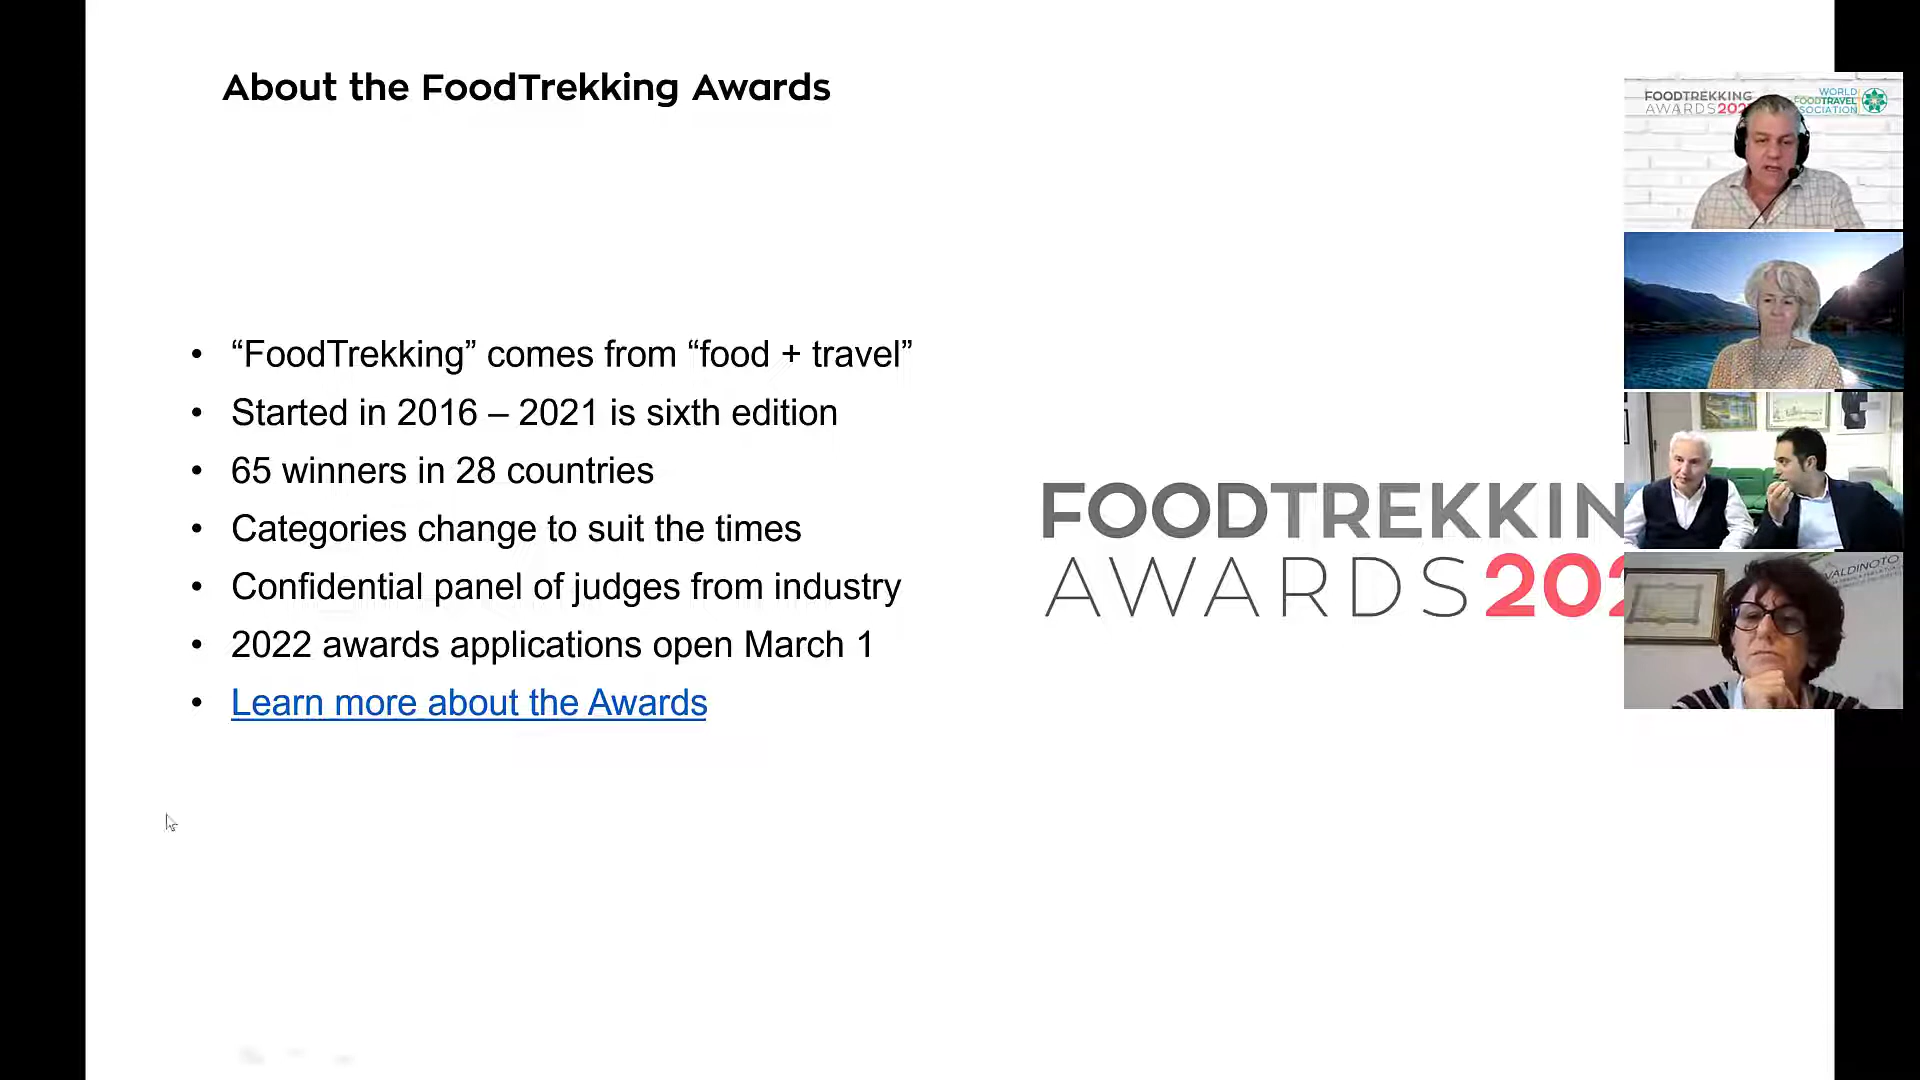 About the FoodTrekking Awards
• “FoodTrekking” comes from “food + travel”
• Started in 2016 – 2021 is sixth edition
• 65 winners in 28 countries
• Categories change to suit the times
• Confidential panel of judges from industry
• 2022 awards applications open March 1
• Learn more about the Awards
FOODTREKKIN
AWARDS 202
FOODTREKKING
AWARDS202
WORLD
FOODTRAVEL
SOCIATION
VALDINOTO